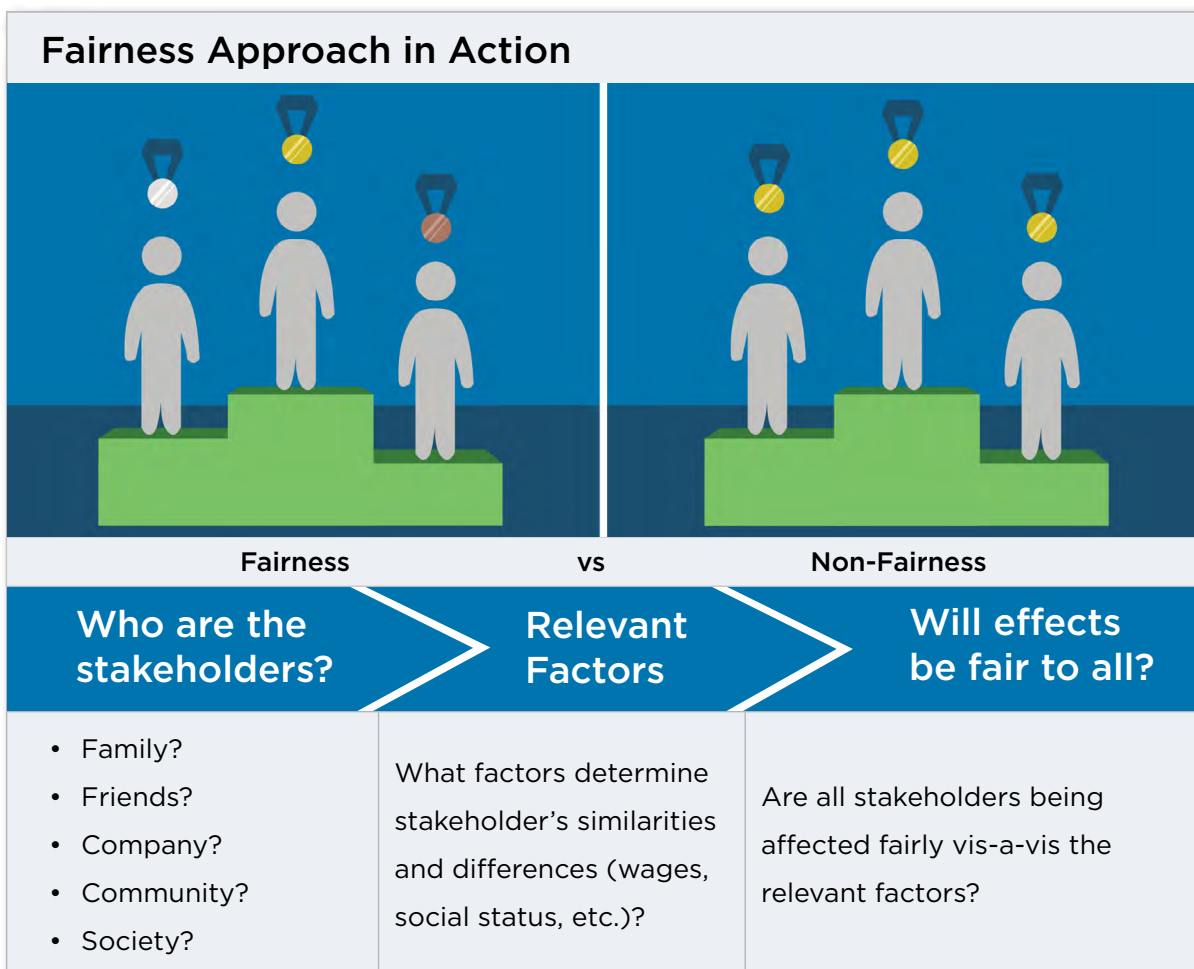 Fairness Approach in Action
Fairness vs Non-Fairness
Who are the
stakeholders?
Relevant
Factors
Will effects
be fair to all?
• Family?
• Friends?
• Company?
• Community?
• Society?
What factors determine
stakeholder’s similarities
and differences (wages,
social status, etc.)?
Are all stakeholders being
affected fairly vis-a-vis the
relevant factors?